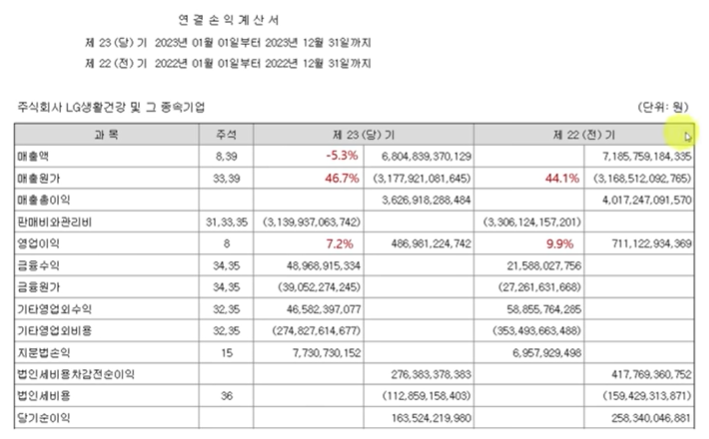 연 결 손 익 계 산 서
제 23 (당) 기 2023년 01월 01일부터 2023년 12월 31일까지
제 22 (전) 기 2022년 01월 01일부터 2022년 12월 31일까지
주식회사 LG생활건강 및 그 종속기업 (단위: 원)
과 목 주석 제 23 (당) 기 제 22 (전) 기
매출액 8,39 -5.3% 6,804,839,370,129 7,185,759,184,335
매출원가 33,39 46.7% (3,177,921,081,645) 44.1% (3,168,512,092,765)
매출총이익 3,626,918,288,484 4,017,247,091,570
판매비와관리비 31,33,35 (3,139,937,063,742) (3,306,124,157,201)
영업이익 8 7.2% 486,981,224,742 9.9% 711,122,934,369
금융수익 34,35 48,968,915,334 21,588,027,756
금융원가 34,35 (39,052,274,245) (27,261,631,668)
기타영업외수익 32,35 46,582,397,077 58,855,764,285
기타영업외비용 32,35 (274,827,614,677) (353,493,663,488)
지분법손익 15 7,730,730,152 6,957,929,498
법인세비용차감전순이익 276,383,378,383 417,769,360,752
법인세비용 36 (112,859,158,403) (159,429,313,871)
당기순이익 163,524,219,980 258,340,046,881